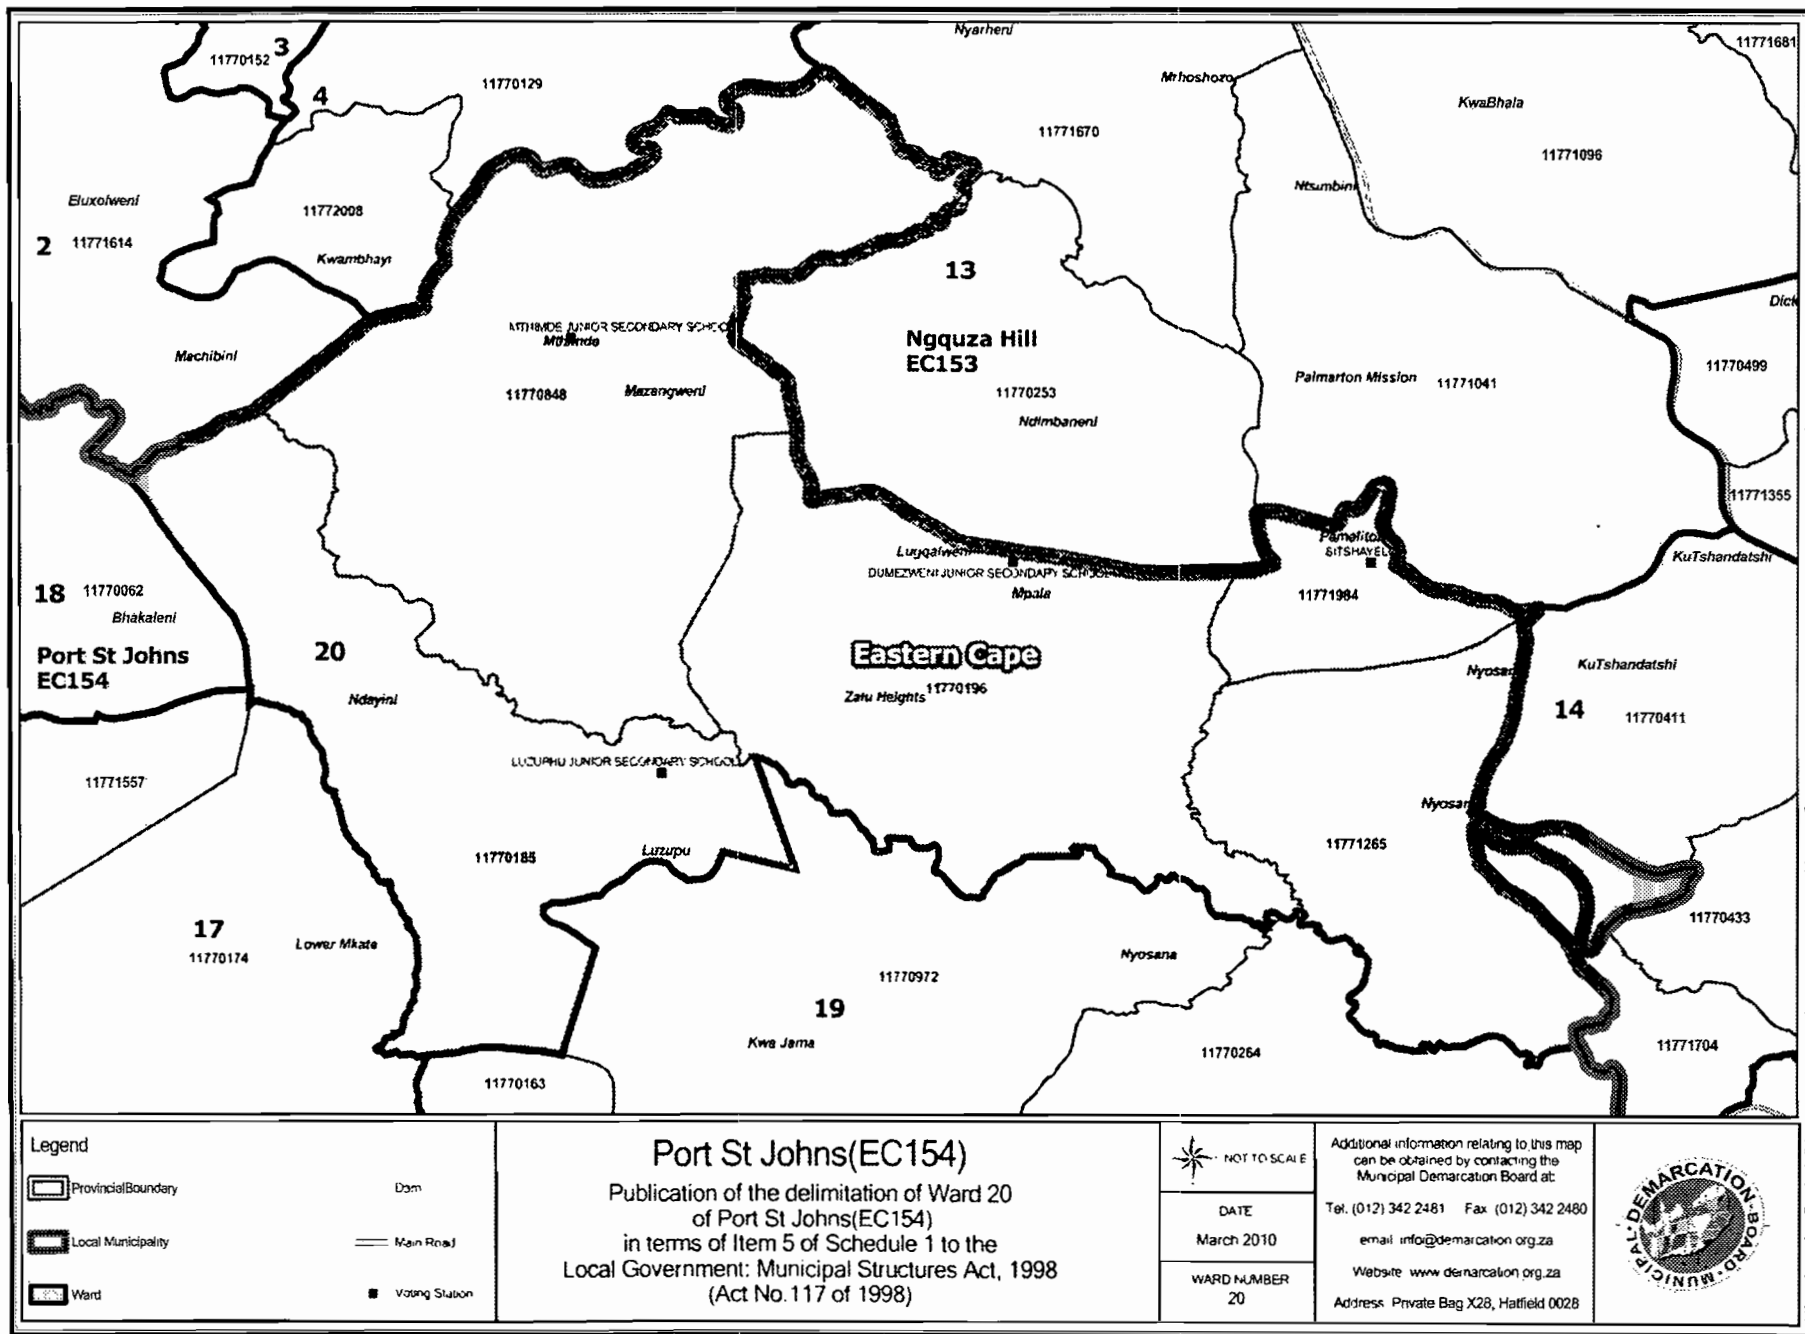 Nyarheni
11771681
3
11770152
4
11770129
Mrhoshozo
KwaBhala
11771670
11771096
Ntsumbini
Eluxolweni
11772008
2
11771614
Kwambhayi
13
Dick
MTHIMDE JUNIOR SECONDARY SCHOO
Ngquza Hill
EC153
Machibini
11770499
Palmarton Mission
11771041
11770848
Mazangweni
11770253
Ndimbaneni
11771355
SITSHAYEL
KuTshandatshi
DUMEZWENI JUNIOR SECONDARY SCHOOL
Mpala
18
11770062
11771984
Bhakaleni
Port St Johns
EC154
20
Eastern Cape
Nyosan
KuTshandatshi
Ndayini
Zatu Heights
11770196
14
11770411
LUZUPHU JUNIOR SECONDARY SCHOOL
11771557
Nyosan
11770185
Luzupu
11771265
11770433
17
11770174
Lower Mkata
Nyosana
11770972
19
Kwa Jama
11770264
11771704
11770163
Legend
ProvincialBoundary
Dam
Local Municipality
Main Road
Ward
Voting Station
Port St Johns(EC154)
Publication of the delimitation of Ward 20
of Port St Johns(EC154)
in terms of Item 5 of Schedule 1 to the
Local Government: Municipal Structures Act, 1998
(Act No.117 of 1998)
NOT TO SCALE
DATE
March 2010
WARD NUMBER
20
Additional information relating to this map
can be obtained by contacting the
Municipal Demarcation Board at:
Tel. (012) 342 2481 Fax (012) 342 2480
email info@demarcation.org.za
Website www demarcation.org.za
Address Private Bag X28, Hatfield 0028
MUNICIPAL DEMARCATION BOARD